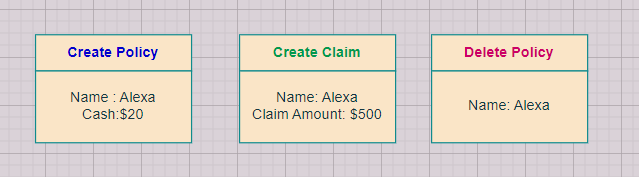 Create Policy
Name : Alexa
Cash:$20
Create Claim
Name: Alexa
Claim Amount: $500
Delete Policy
Name: Alexa